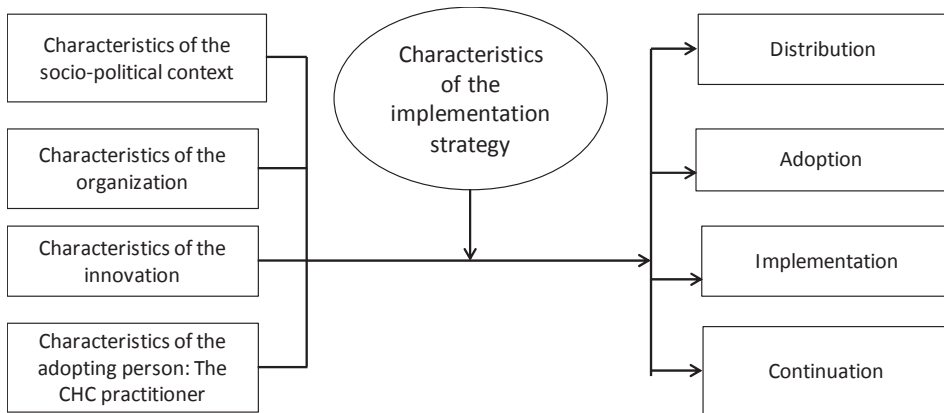 Characteristics of the
socio-political context
Characteristics of the
organization
Characteristics of the
innovation
Characteristics of the
adopting person: The
CHC practitioner
Characteristics
of the
implementation
strategy
Distribution
Adoption
Implementation
Continuation